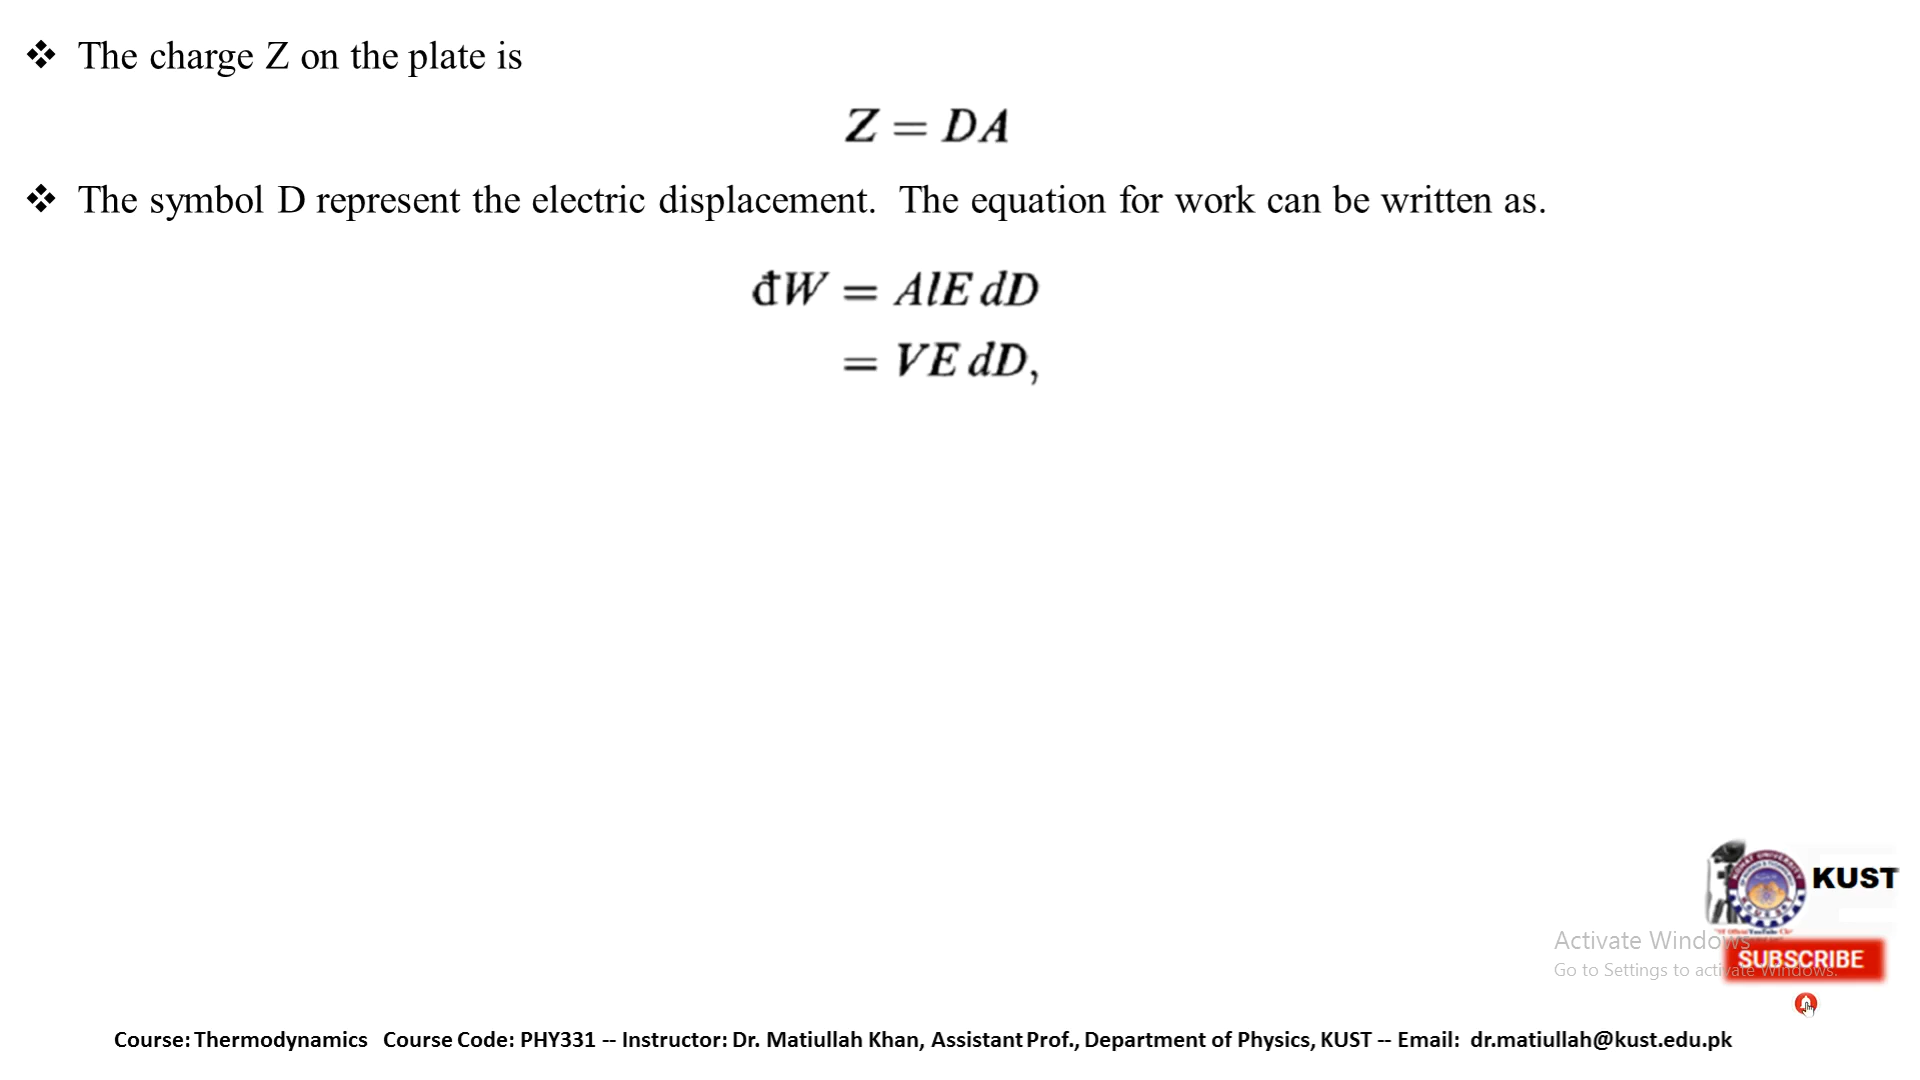 ❖ The charge Z on the plate is
Z = DA
❖ The symbol D represent the electric displacement. The equation for work can be written as.
đW = AlE dD
= VE dD,
KUST
Activate Windows
SUBSCRIBE
Go to Settings to activate Windows.
Course: Thermodynamics Course Code: PHY331 -- Instructor: Dr. Matiullah Khan, Assistant Prof., Department of Physics, KUST -- Email: dr.matiullah@kust.edu.pk